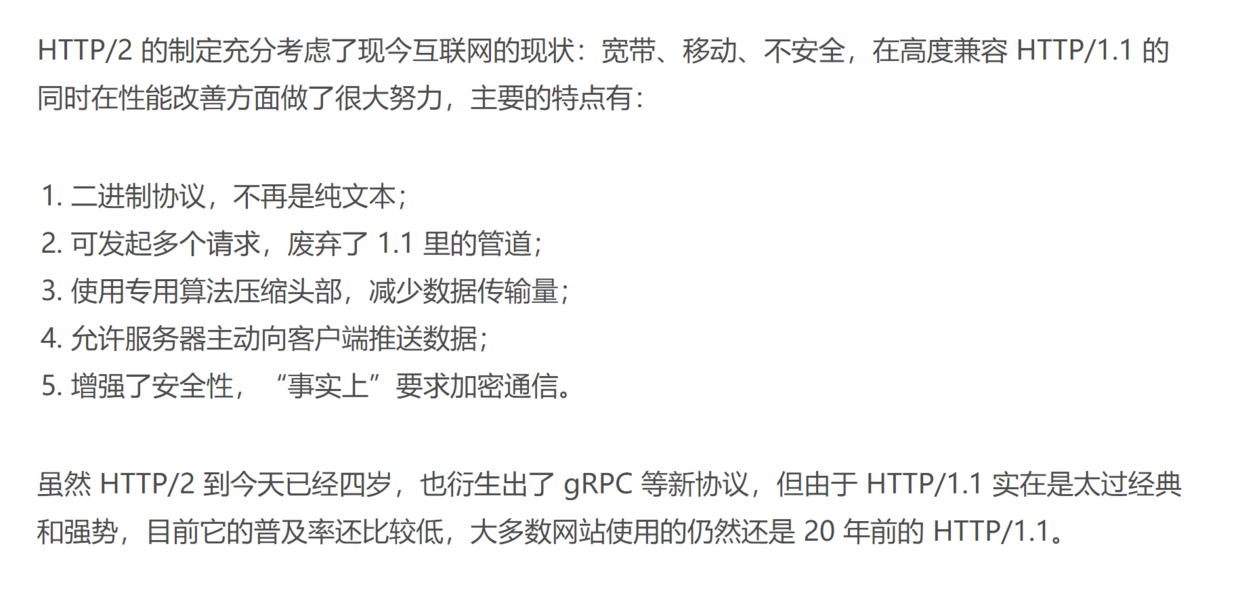 HTTP/2 的制定充分考虑了现今互联网的现状：宽带、移动、不安全，在高度兼容 HTTP/1.1 的
同时在性能改善方面做了很大努力，主要的特点有：
1. 二进制协议，不再是纯文本；
2. 可发起多个请求，废弃了 1.1 里的管道；
3. 使用专用算法压缩头部，减少数据传输量；
4. 允许服务器主动向客户端推送数据；
5. 增强了安全性，“事实上”要求加密通信。
虽然 HTTP/2 到今天已经四岁，也衍生出了 gRPC 等新协议，但由于 HTTP/1.1 实在是太过经典
和强势，目前它的普及率还比较低，大多数网站使用的仍然还是 20 年前的 HTTP/1.1。